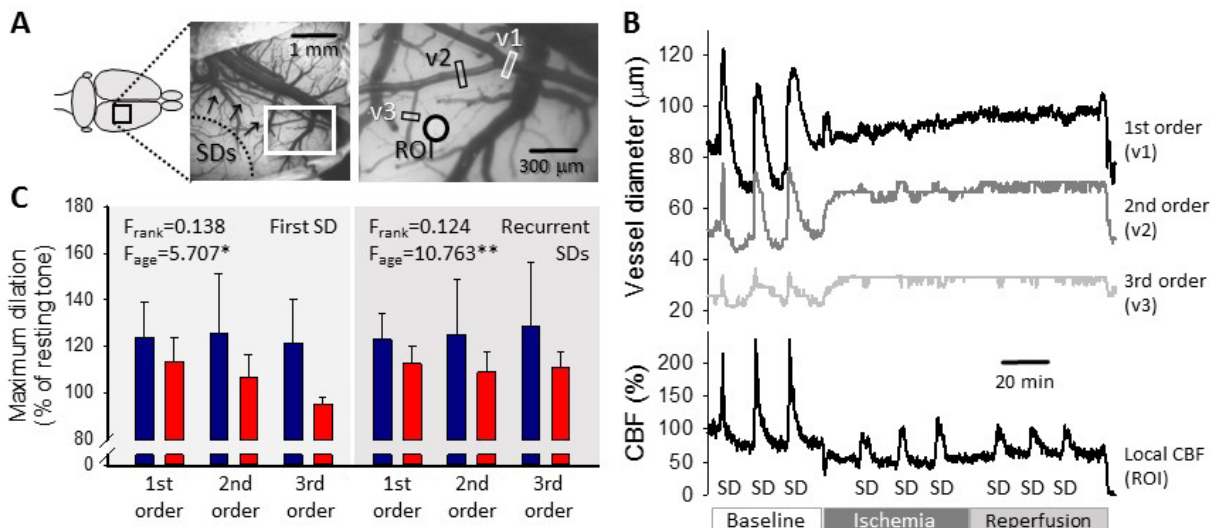 A
1 mm
SDs
v1
v2
v3
ROI
300 μm
B
Vessel diameter (μm)
120
100
80
60
40
20
1st order
(v1)
2nd order
(v2)
3rd order
(v3)
CBF (%)
200
150
100
50
0
20 min
Local CBF
(ROI)
SD SD SD SD SD SD SD SD SD
Baseline Ischemia Reperfusion
C
Maximum dilation
(% of resting tone)
180
160
140
120
100
80
0
Frank=0.138 First SD
Fage=5.707*
Frank=0.124 Recurrent
Fage=10.763** SDs
1st 2nd 3rd 1st 2nd 3rd
order order order order order order